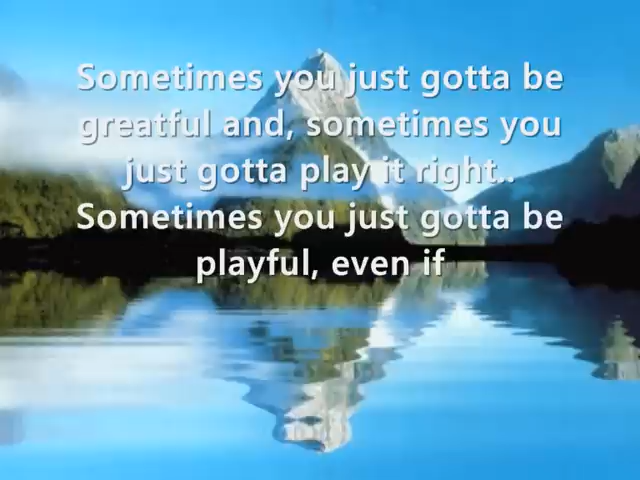 Sometimes you just gotta be
greatful and, sometimes you
just gotta play it right..
Sometimes you just gotta be
playful, even if